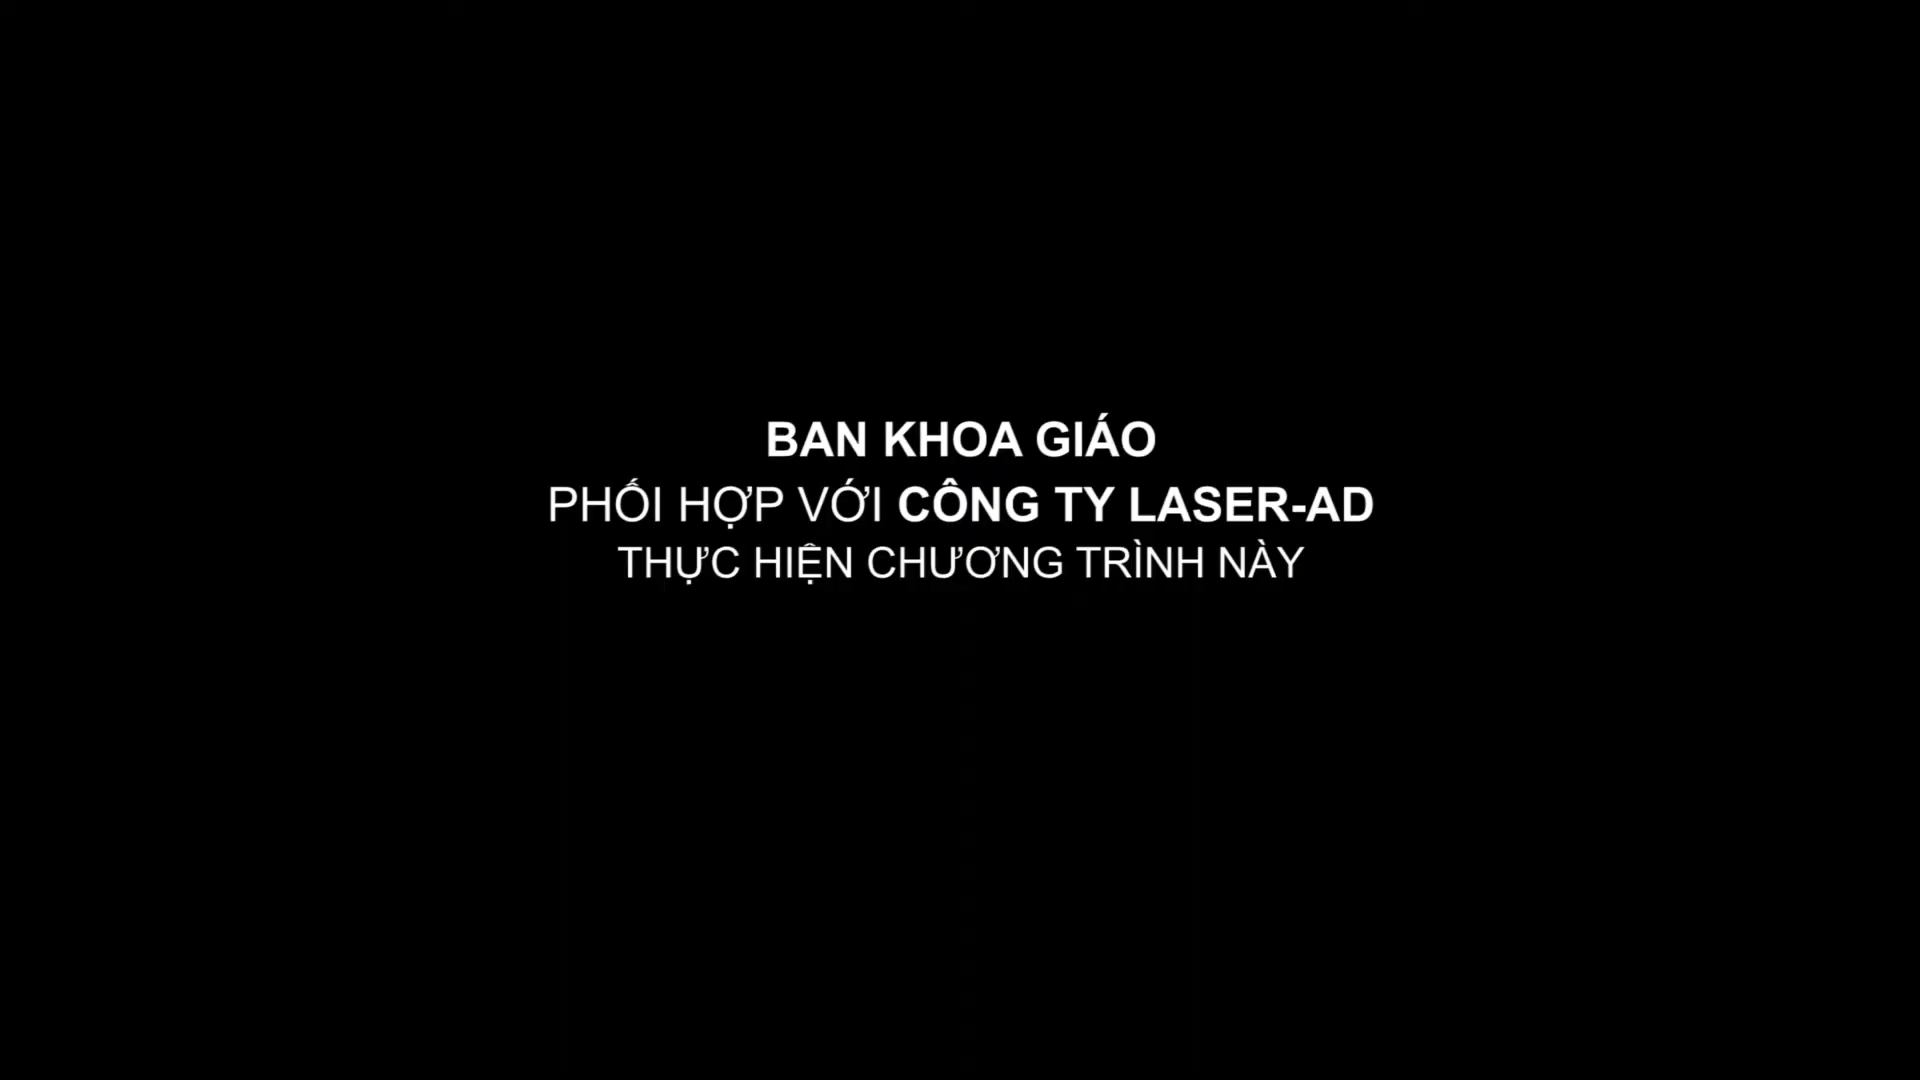 BAN KHOA GIÁO
PHỐI HỢP VỚI CÔNG TY LASER-AD
THỰC HIỆN CHƯƠNG TRÌNH NÀY